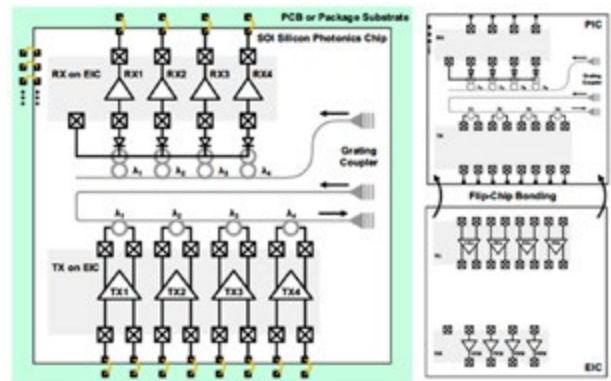 PCB or Package Substrate
SOI Silicon Photonics Chip
RX on EIC
RX1
RX2
RX3
RX4
λ1
λ2
λ3
λ4
Grating
Coupler
λ1
λ2
λ3
λ4
TX on EIC
TX1
TX2
TX3
TX4
PIC
Grating
Coupler
Flip-Chip Bonding
EIC